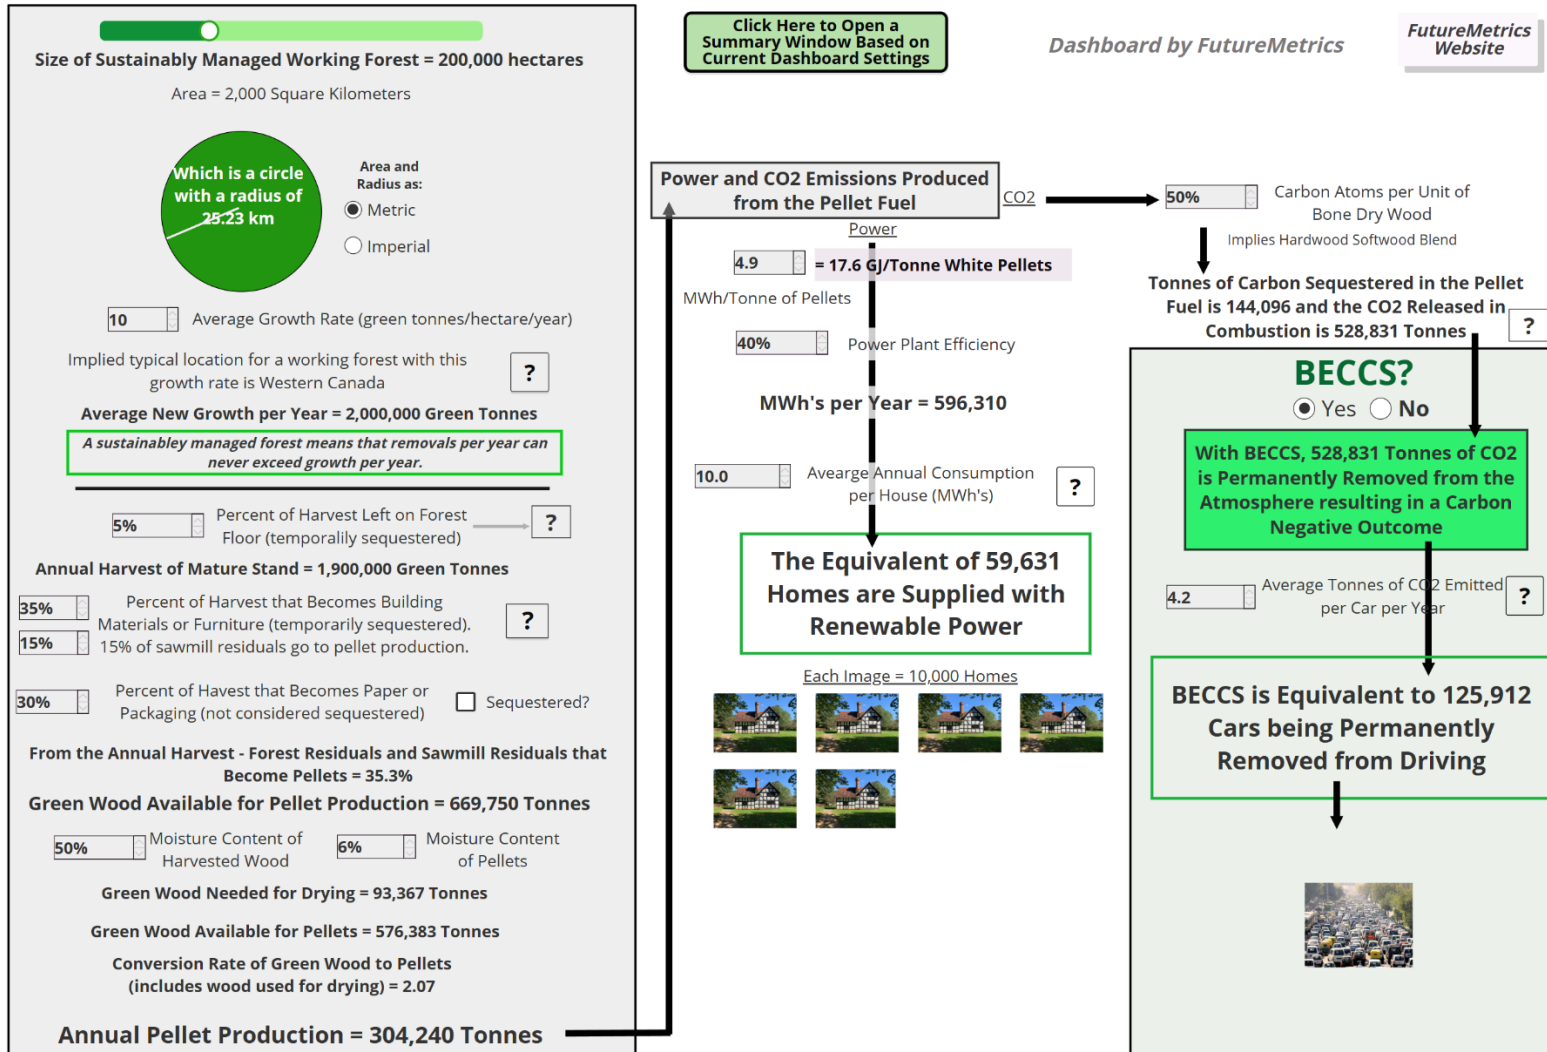 Size of Sustainably Managed Working Forest = 200,000 hectares
Area = 2,000 Square Kilometers
Which is a circle
with a radius of
25.23 km
Area and
Radius as:
Metric
Imperial
10
Average Growth Rate (green tonnes/hectare/year)
Implied typical location for a working forest with this
growth rate is Western Canada
?
Average New Growth per Year = 2,000,000 Green Tonnes
A sustainabley managed forest means that removals per year can
never exceed growth per year.
5%
Percent of Harvest Left on Forest
Floor (temporalily sequestered)
?
Annual Harvest of Mature Stand = 1,900,000 Green Tonnes
35%
Percent of Harvest that Becomes Building
Materials or Furniture (temporarily sequestered).
15%
15% of sawmill residuals go to pellet production.
?
30%
Percent of Havest that Becomes Paper or
Packaging (not considered sequestered)
Sequestered?
From the Annual Harvest - Forest Residuals and Sawmill Residuals that
Become Pellets = 35.3%
Green Wood Available for Pellet Production = 669,750 Tonnes
50%
Moisture Content of
Harvested Wood
6%
Moisture Content
of Pellets
Green Wood Needed for Drying = 93,367 Tonnes
Green Wood Available for Pellets = 576,383 Tonnes
Conversion Rate of Green Wood to Pellets
(includes wood used for drying) = 2.07
Annual Pellet Production = 304,240 Tonnes
Click Here to Open a
Summary Window Based on
Current Dashboard Settings
Dashboard by FutureMetrics
FutureMetrics
Website
Power and CO2 Emissions Produced
from the Pellet Fuel
CO2
Power
4.9
= 17.6 GJ/Tonne White Pellets
MWh/Tonne of Pellets
40%
Power Plant Efficiency
MWh's per Year = 596,310
10.0
Avearge Annual Consumption
per House (MWh's)
?
The Equivalent of 59,631
Homes are Supplied with
Renewable Power
Each Image = 10,000 Homes
50%
Carbon Atoms per Unit of
Bone Dry Wood
Implies Hardwood Softwood Blend
Tonnes of Carbon Sequestered in the Pellet
Fuel is 144,096 and the CO2 Released in
Combustion is 528,831 Tonnes
?
BECCS?
Yes
No
With BECCS, 528,831 Tonnes of CO2
is Permanently Removed from the
Atmosphere resulting in a Carbon
Negative Outcome
4.2
Average Tonnes of CO2 Emitted
per Car per Year
?
BECCS is Equivalent to 125,912
Cars being Permanently
Removed from Driving